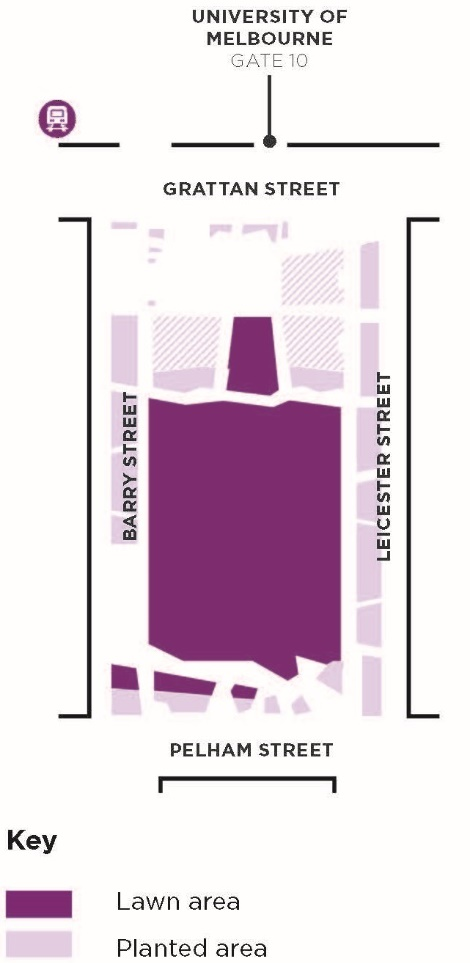 UNIVERSITY OF
MELBOURNE
GATE 10
GRATTAN STREET
BARRY STREET
LEICESTER STREET
PELHAM STREET
Key
Lawn area
Planted area